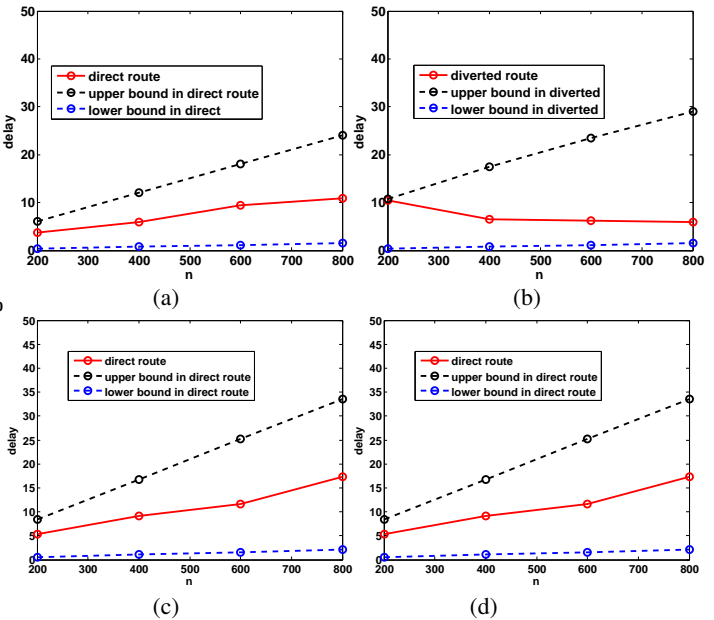 50
40
30
20
10
0
delay
direct route
upper bound in direct route
lower bound in direct
200 300 400 500 600 700 800
n
(a)
50
40
30
20
10
0
delay
diverted route
upper bound in diverted
lower bound in diverted
200 300 400 500 600 700 800
n
(b)
50
45
40
35
30
25
20
15
10
5
0
delay
direct route
upper bound in direct route
lower bound in direct route
200 300 400 500 600 700 800
n
(c)
50
45
40
35
30
25
20
15
10
5
0
delay
direct route
upper bound in direct route
lower bound in direct route
200 300 400 500 600 700 800
n
(d)